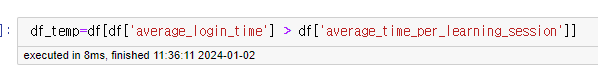 ]: df_temp=df[df['average_login_time'] > df['average_time_per_learning_session']]
executed in 8ms, finished 11:36:11 2024-01-02